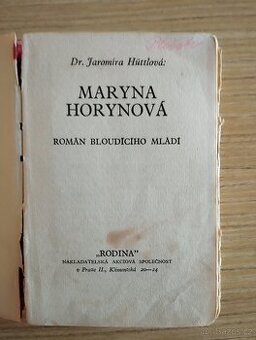 Dr. Jaromíra Hüttlová:
MARYNA
HORYNOVÁ
ROMÁN BLOUDÍCÍHO MLÁDÍ
„RODINA"
NAKLADATELSKÁ AKCIOVÁ SPOLEČNOST
v Praze II., Klimentská 20—24